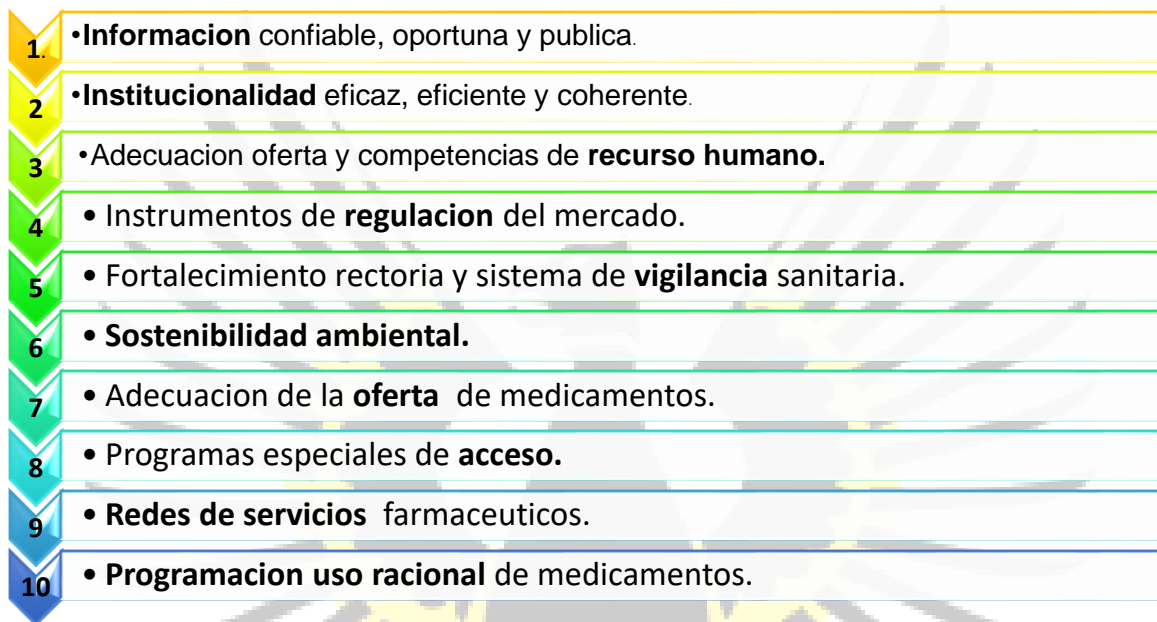 1. •Informacion confiable, oportuna y publica.
2 •Institucionalidad eficaz, eficiente y coherente.
3 •Adecuacion oferta y competencias de recurso humano.
4 • Instrumentos de regulacion del mercado.
5 • Fortalecimiento rectoria y sistema de vigilancia sanitaria.
6 • Sostenibilidad ambiental.
7 • Adecuacion de la oferta de medicamentos.
8 • Programas especiales de acceso.
9 • Redes de servicios farmaceuticos.
10 • Programacion uso racional de medicamentos.